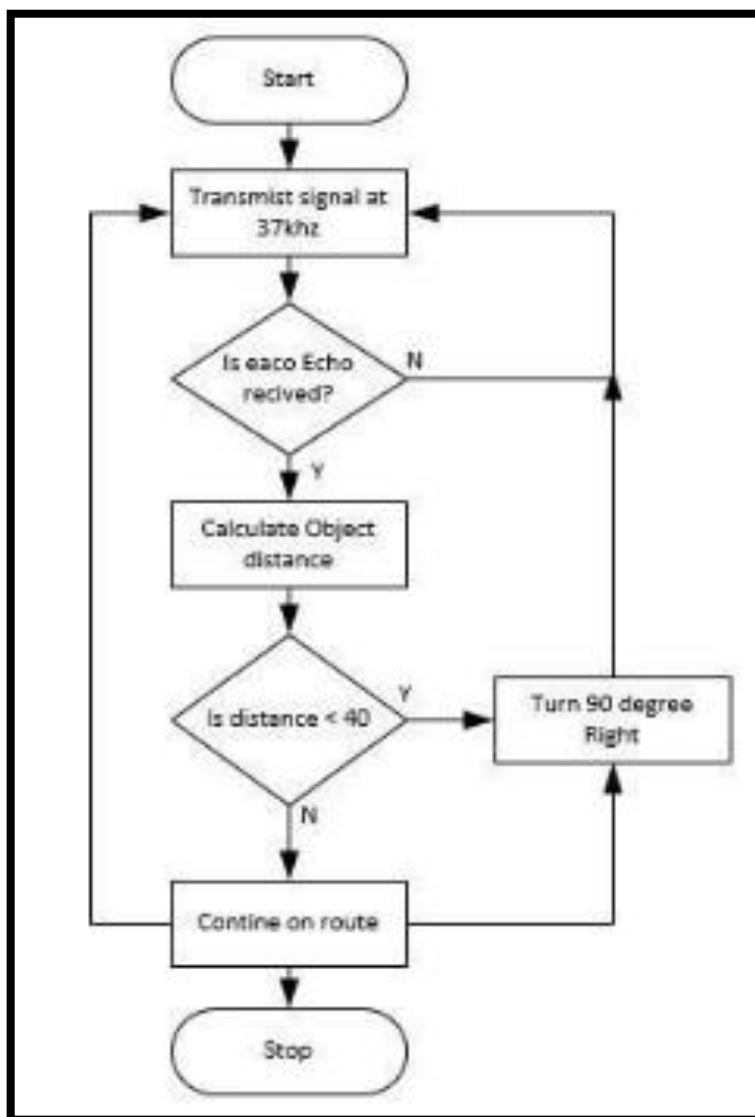 Start
Transmist signal at
37khz
Is eaco Echo
recived?
N
Y
Calculate Object
distance
Is distance < 40
Y
Turn 90 degree
Right
N
Contine on route
Stop